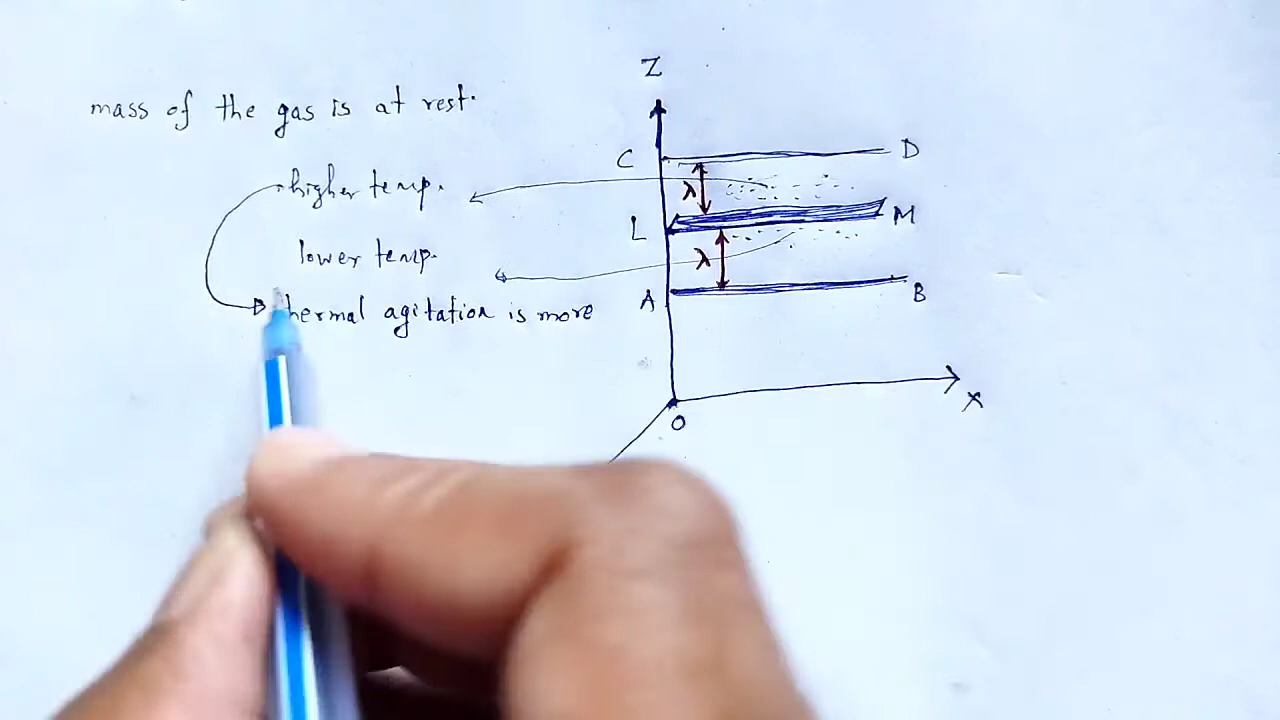 mass of the gas is at rest.
higher temp.
lower temp.
thermal agitation is more
Z
C
D
λ
L
M
λ
A
B
X
O